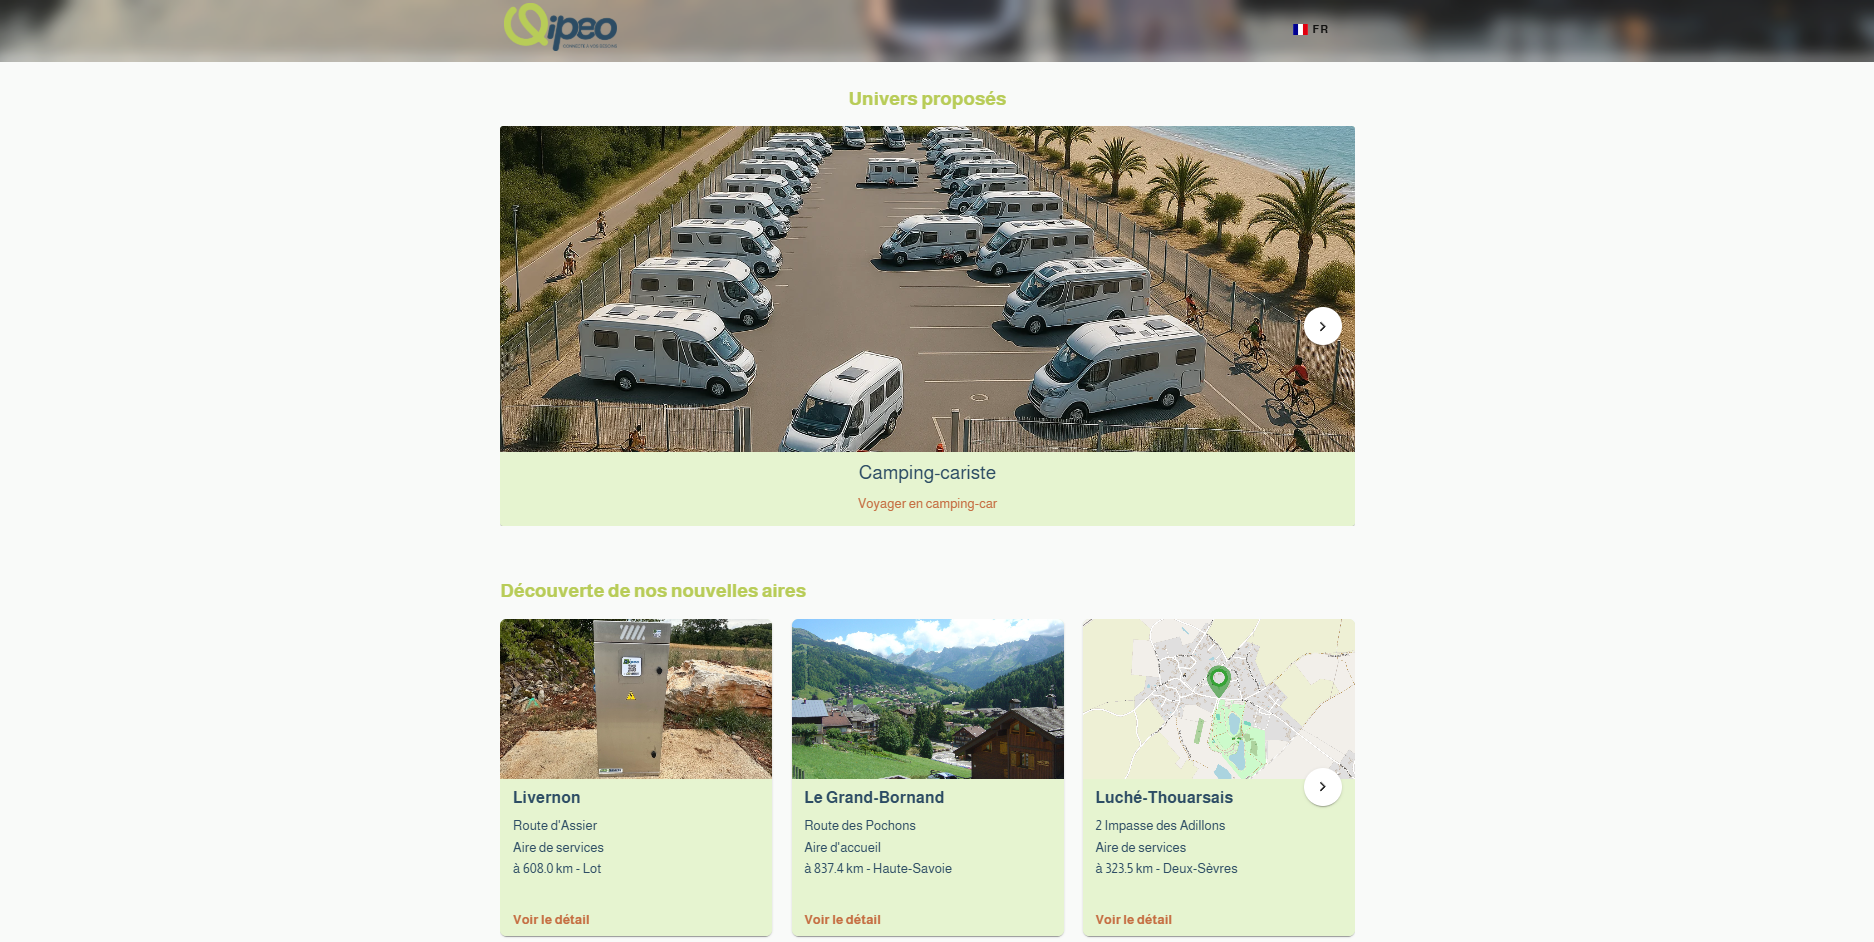 Qipeo
CONNECTÉ À VOS BESOINS
FR
Univers proposés
Camping-cariste
Voyager en camping-car
Découverte de nos nouvelles aires
Livernon
Route d'Assier
Aire de services
à 608.0 km - Lot
Voir le détail
Le Grand-Bornand
Route des Pochons
Aire d'accueil
à 837.4 km - Haute-Savoie
Voir le détail
Luché-Thouarsais
2 Impasse des Adillons
Aire de services
à 323.5 km - Deux-Sèvres
Voir le détail